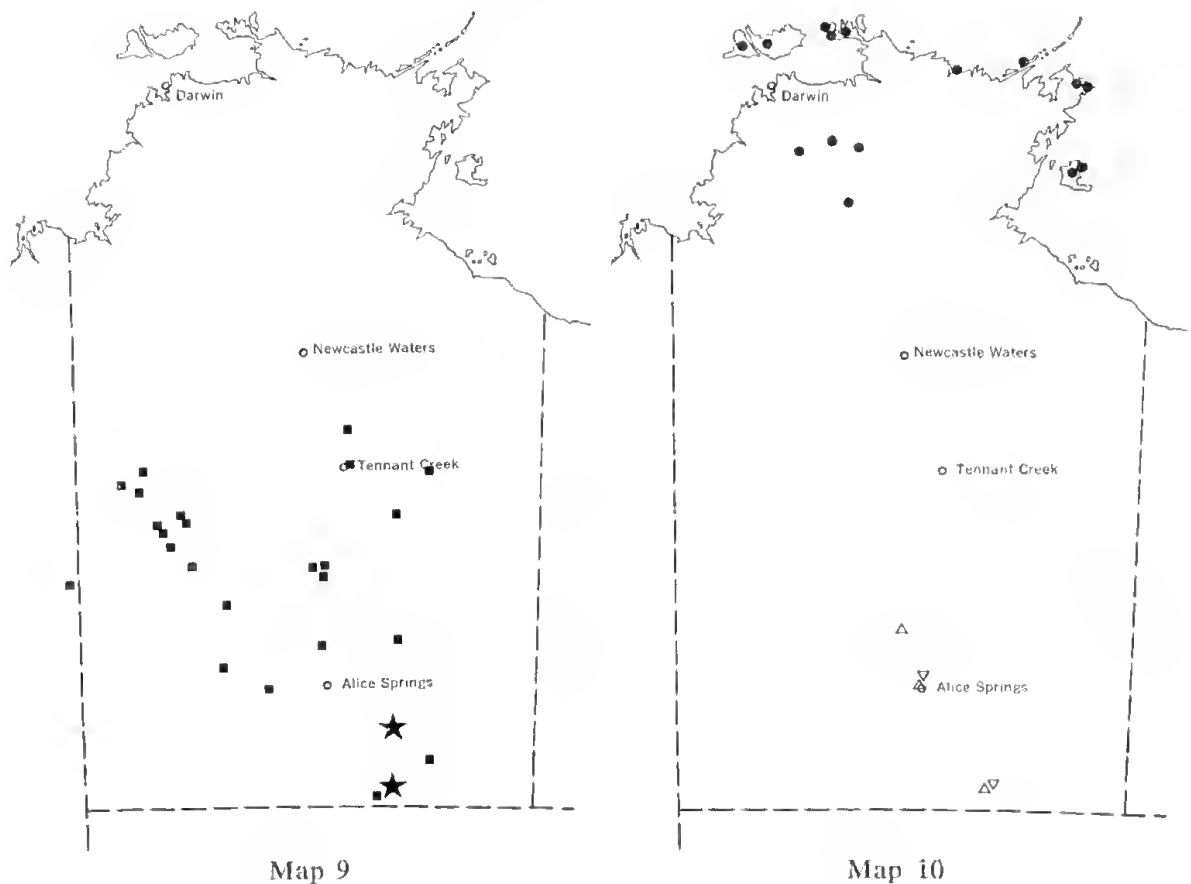 Darwin
Newcastle Waters
Tennant Creek
Alice Springs
Map 9
Darwin
Newcastle Waters
Tennant Creek
Alice Springs
Map 10